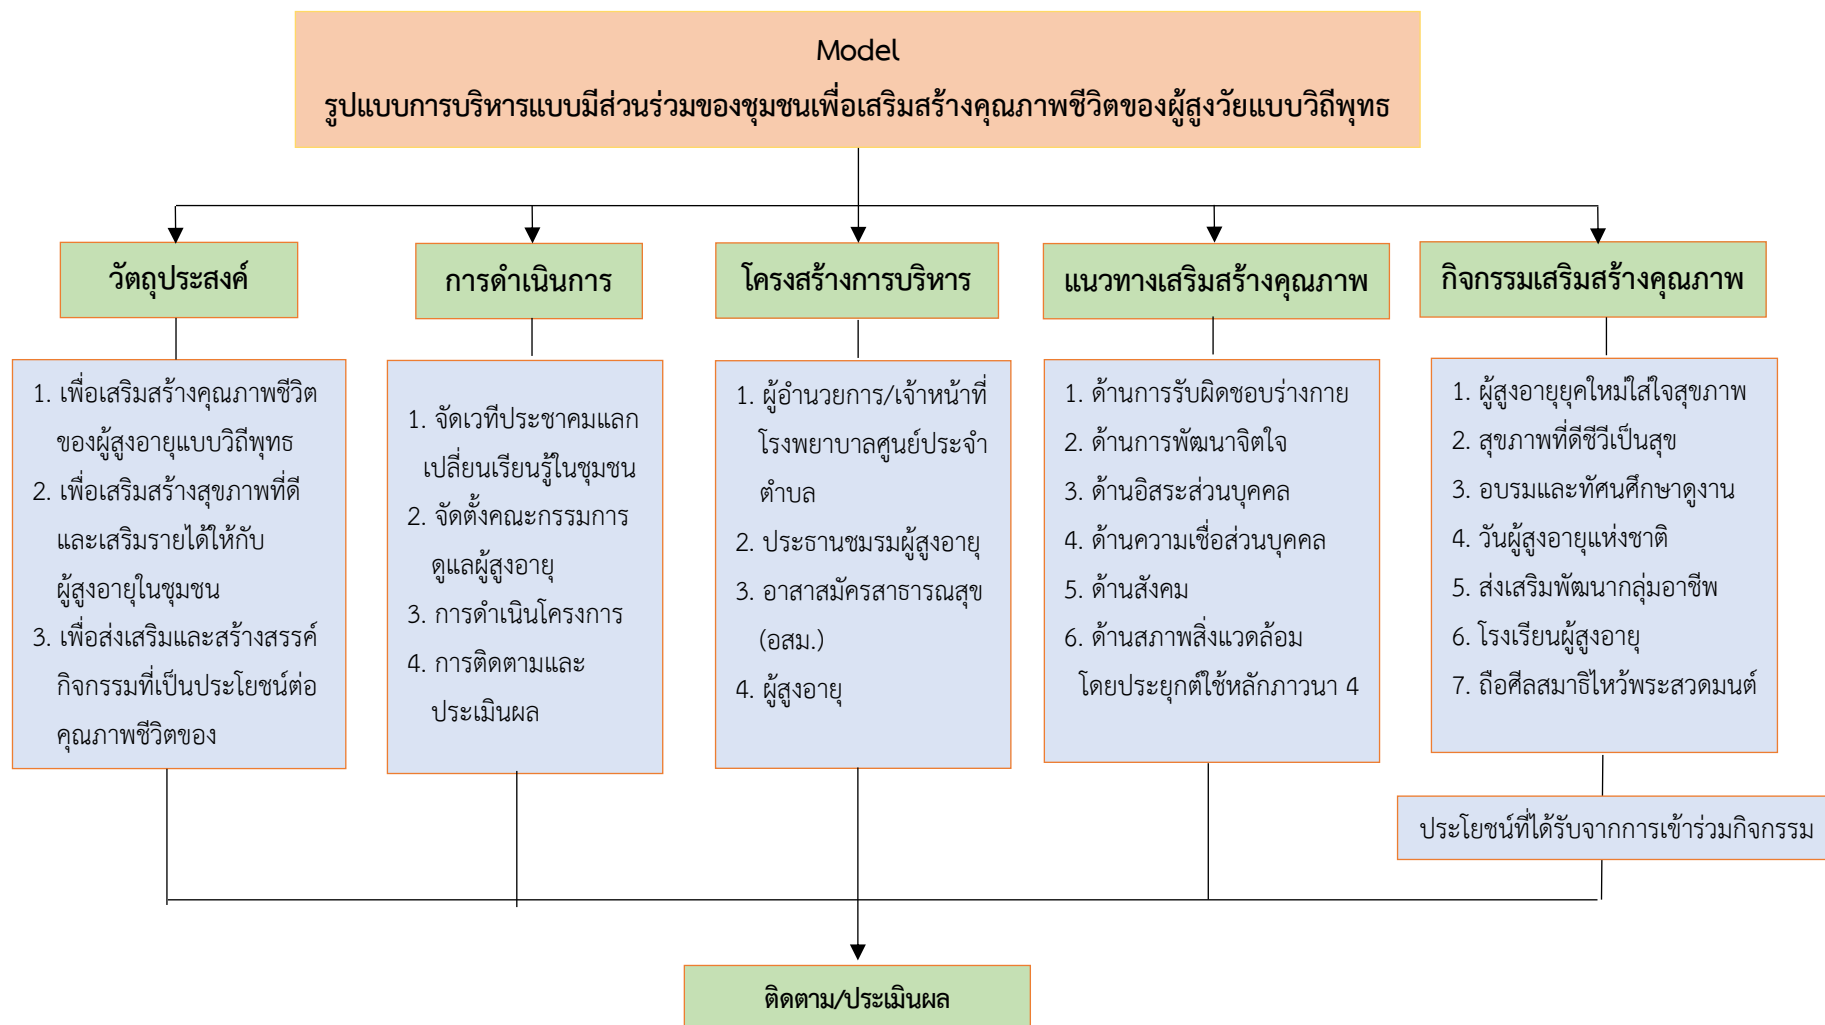 Model
รูปแบบการบริหารแบบมีส่วนร่วมของชุมชนเพื่อเสริมสร้างคุณภาพชีวิตของผู้สูงวัยแบบวิถีพุทธ
วัตถุประสงค์
1. เพื่อเสริมสร้างคุณภาพชีวิต
ของผู้สูงอายุแบบวิถีพุทธ
2. เพื่อเสริมสร้างสุขภาพที่ดี
และเสริมรายได้ให้กับ
ผู้สูงอายุในชุมชน
3. เพื่อส่งเสริมและสร้างสรรค์
กิจกรรมที่เป็นประโยชน์ต่อ
คุณภาพชีวิตของ
การดำเนินการ
1. จัดเวทีประชาคมแลก
เปลี่ยนเรียนรู้ในชุมชน
2. จัดตั้งคณะกรรมการ
ดูแลผู้สูงอายุ
3. การดำเนินโครงการ
4. การติดตามและ
ประเมินผล
โครงสร้างการบริหาร
1. ผู้อำนวยการ/เจ้าหน้าที่
โรงพยาบาลศูนย์ประจำ
ตำบล
2. ประธานชมรมผู้สูงอายุ
3. อาสาสมัครสาธารณสุข
(อสม.)
4. ผู้สูงอายุ
แนวทางเสริมสร้างคุณภาพ
1. ด้านการรับผิดชอบร่างกาย
2. ด้านการพัฒนาจิตใจ
3. ด้านอิสระส่วนบุคคล
4. ด้านความเชื่อส่วนบุคคล
5. ด้านสังคม
6. ด้านสภาพสิ่งแวดล้อม
โดยประยุกต์ใช้หลักภาวนา 4
กิจกรรมเสริมสร้างคุณภาพ
1. ผู้สูงอายุยุคใหม่ใส่ใจสุขภาพ
2. สุขภาพที่ดีชีวีเป็นสุข
3. อบรมและทัศนศึกษาดูงาน
4. วันผู้สูงอายุแห่งชาติ
5. ส่งเสริมพัฒนากลุ่มอาชีพ
6. โรงเรียนผู้สูงอายุ
7. ถือศีลสมาธิไหว้พระสวดมนต์
ประโยชน์ที่ได้รับจากการเข้าร่วมกิจกรรม
ติดตาม/ประเมินผล